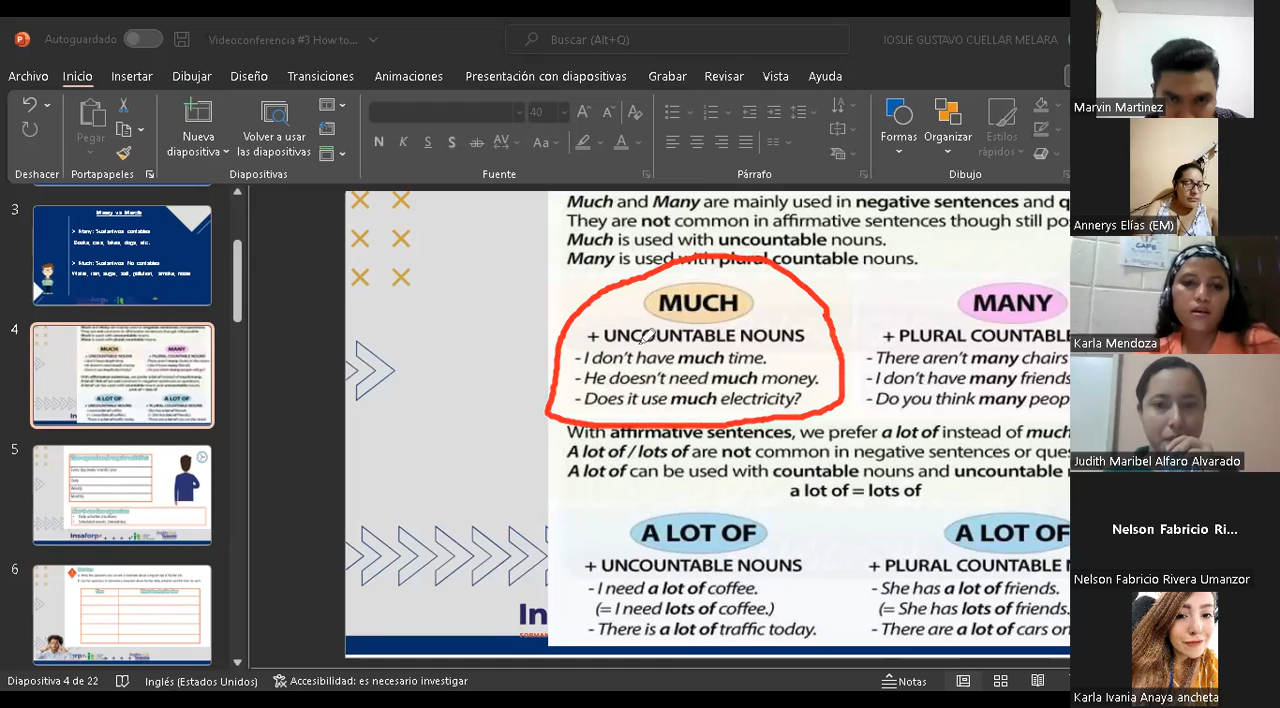 Autoguardado
Videoconferencia #3 How to...
Buscar (Alt+Q)
JOSUE GUSTAVO CUELLAR MELARA
Archivo Inicio Insertar Dibujar Diseño Transiciones Animaciones Presentación con diapositivas Grabar Revisar Vista Ayuda
Pegar
Nueva diapositiva
Volver a usar las diapositivas
40
N K S S ab AV Aa A
Formas
Organizar
Estilos rápidos
Deshacer Portapapeles Diapositivas Fuente Párrafo Dibujo
3
Many vs Much
Many: Sustantivos contables
4
5
6
Much and Many are mainly used in negative sentences and q
They are not common in affirmative sentences though still po
Much is used with uncountable nouns.
Many is used with plural countable nouns.
MUCH
+ UNCOUNTABLE NOUNS
- I don't have much time.
- He doesn't need much money.
- Does it use much electricity?
MANY
+ PLURAL COUNTABLE
- There aren't many chairs
- I don't have many friends
- Do you think many peop
With affirmative sentences, we prefer a lot of instead of much
A lot of / lots of are not common in negative sentences or ques
A lot of can be used with countable nouns and uncountable
a lot of = lots of
A LOT OF
+ UNCOUNTABLE NOUNS
- I need a lot of coffee.
(= I need lots of coffee.)
- There is a lot of traffic today.
A LOT OF
+ PLURAL COUNTABLE N
- She has a lot of friends.
(= She has lots of friends.
- There are a lot of cars on
In
Diapositiva 4 de 22
Inglés (Estados Unidos)
Accesibilidad: es necesario investigar
Notas
Marvin Martinez
Annerys Elías (EM)
Karla Mendoza
Judith Maribel Alfaro Alvarado
Nelson Fabricio Ri...
Nelson Fabricio Rivera Umanzor
Karla Ivania Anaya ancheta